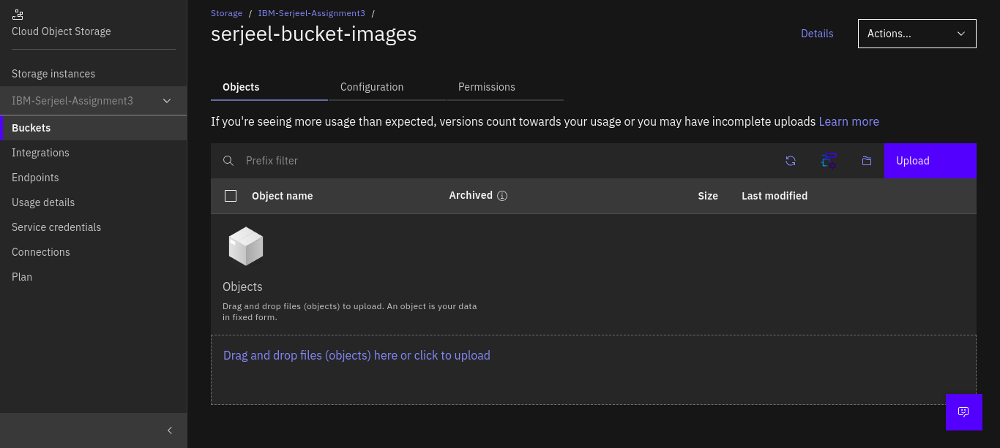 Cloud Object Storage
Storage instances
IBM-Serjeel-Assignment3
Buckets
Integrations
Endpoints
Usage details
Service credentials
Connections
Plan
Storage / IBM-Serjeel-Assignment3 /
serjeel-bucket-images
Details
Actions...
Objects Configuration Permissions
If you're seeing more usage than expected, versions count towards your usage or you may have incomplete uploads Learn more
Prefix filter
Upload
Object name Archived Size Last modified
Objects
Drag and drop files (objects) to upload. An object is your data
in fixed form.
Drag and drop files (objects) here or click to upload